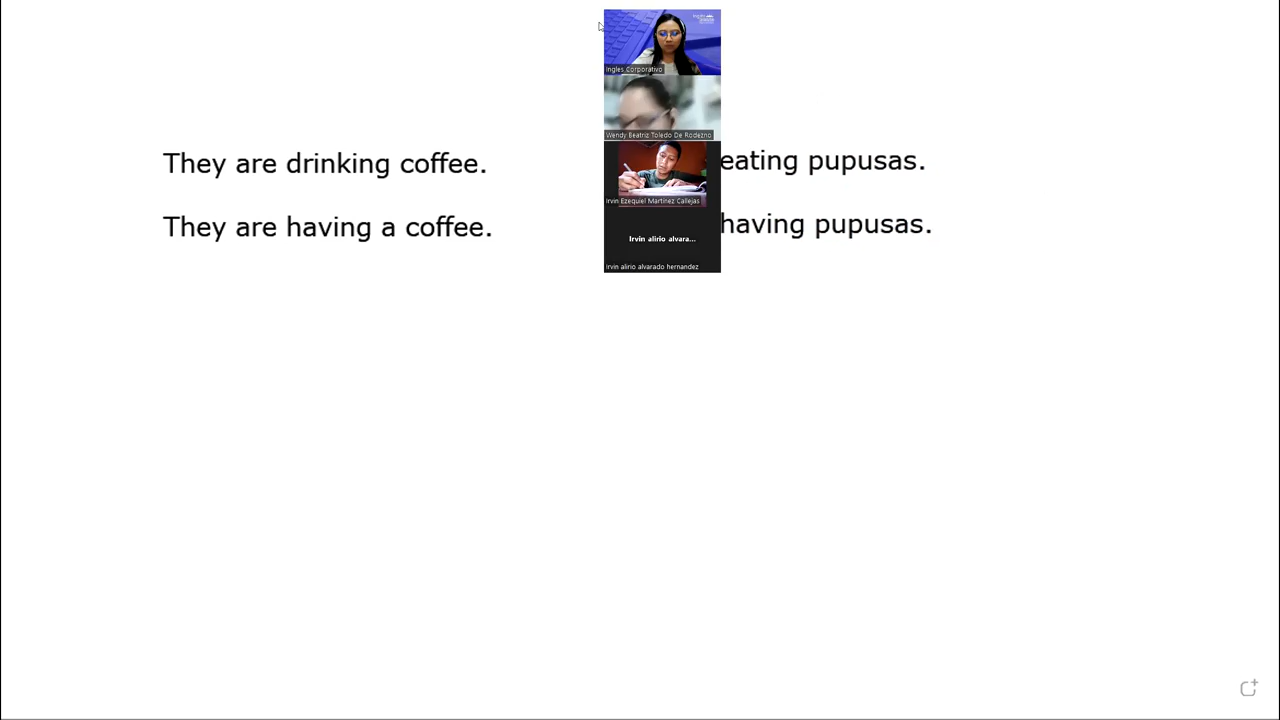 They are drinking coffee.
They are having a coffee.
eating pupusas.
having pupusas.
Ingles Corporativo
Wendy Beatriz Toledo De Rodezno
Irvin Ezequiel Martinez Callejas
Irvin alirio alvara...
Irvin alirio alvarado hernandez